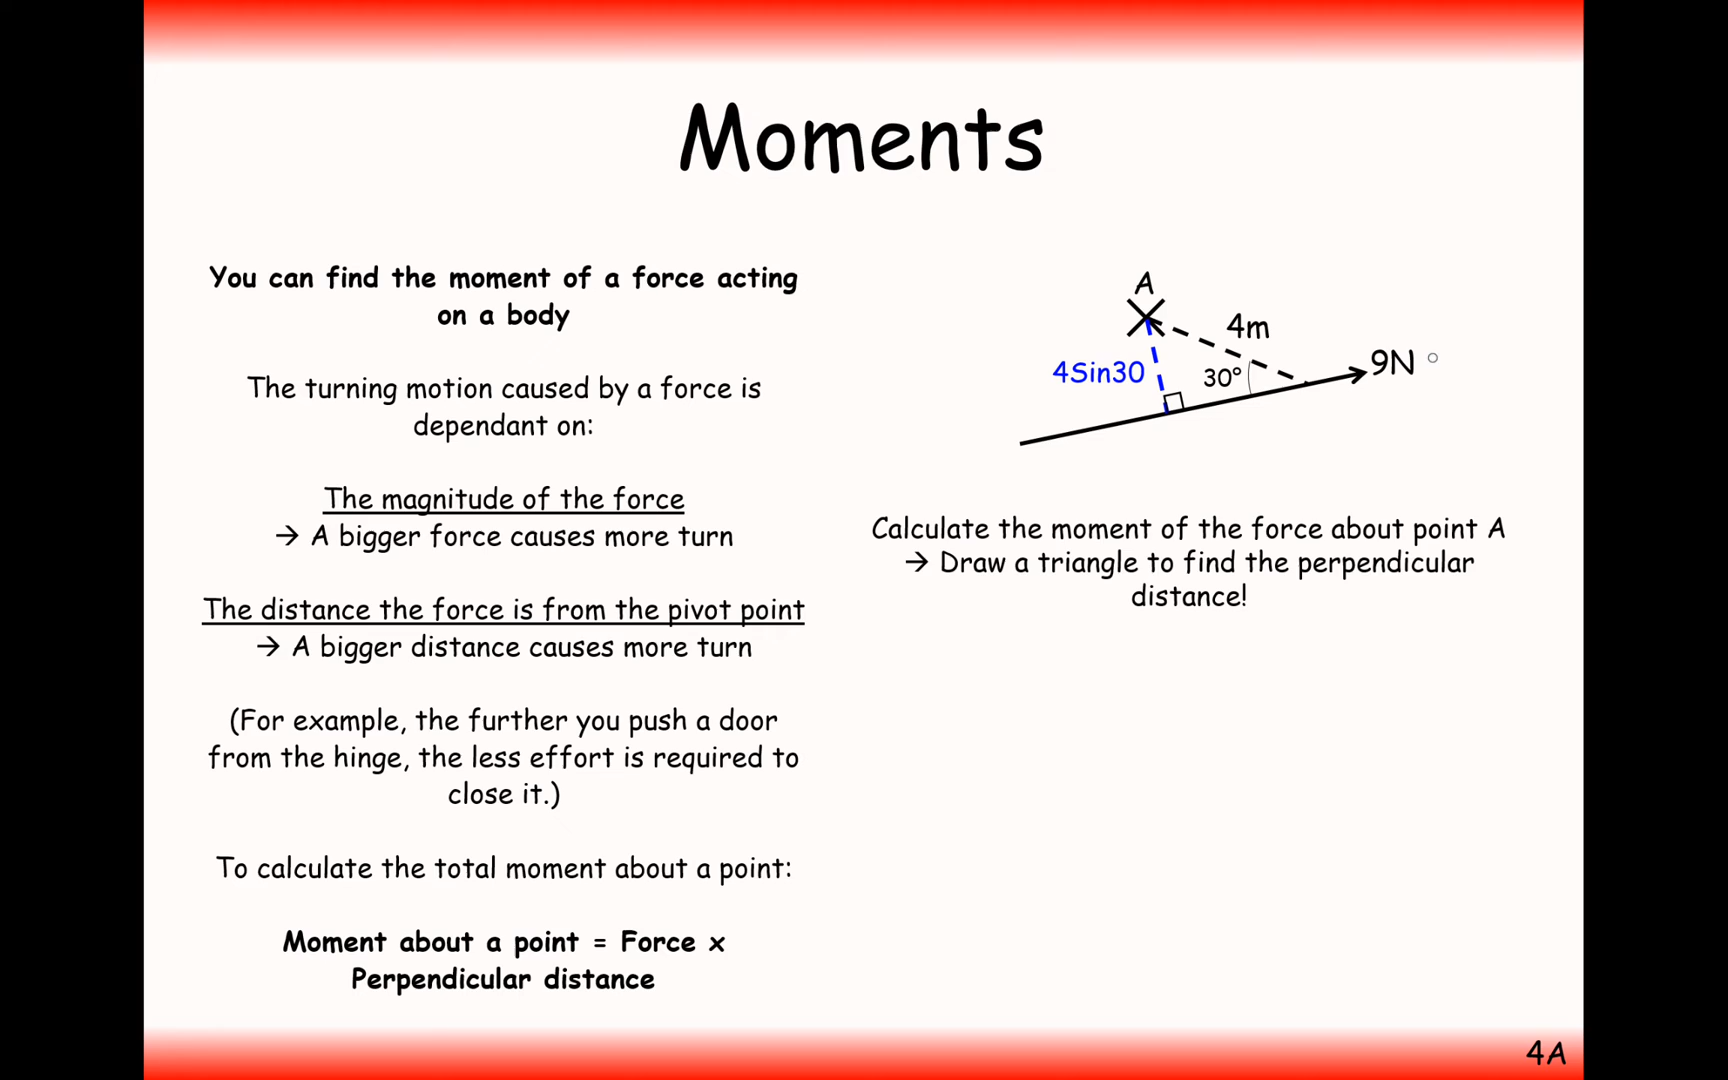 Moments
You can find the moment of a force acting
on a body
The turning motion caused by a force is
dependant on:
The magnitude of the force
→ A bigger force causes more turn
The distance the force is from the pivot point
→ A bigger distance causes more turn
(For example, the further you push a door
from the hinge, the less effort is required to
close it.)
To calculate the total moment about a point:
Moment about a point = Force x
Perpendicular distance
A
4m
9N
4Sin30
30°
Calculate the moment of the force about point A
→ Draw a triangle to find the perpendicular
distance!
4A